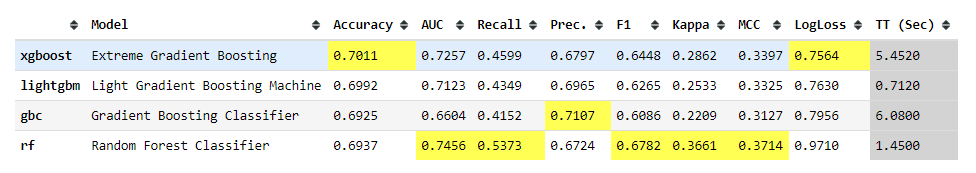 Model Accuracy AUC Recall Prec. F1 Kappa MCC LogLoss TT (Sec)
xgboost Extreme Gradient Boosting 0.7011 0.7257 0.4599 0.6797 0.6448 0.2862 0.3397 0.7564 5.4520
lightgbm Light Gradient Boosting Machine 0.6992 0.7123 0.4349 0.6965 0.6265 0.2533 0.3325 0.7630 0.7120
gbc Gradient Boosting Classifier 0.6925 0.6604 0.4152 0.7107 0.6086 0.2209 0.3127 0.7956 6.0800
rf Random Forest Classifier 0.6937 0.7456 0.5373 0.6724 0.6782 0.3661 0.3714 0.9710 1.4500